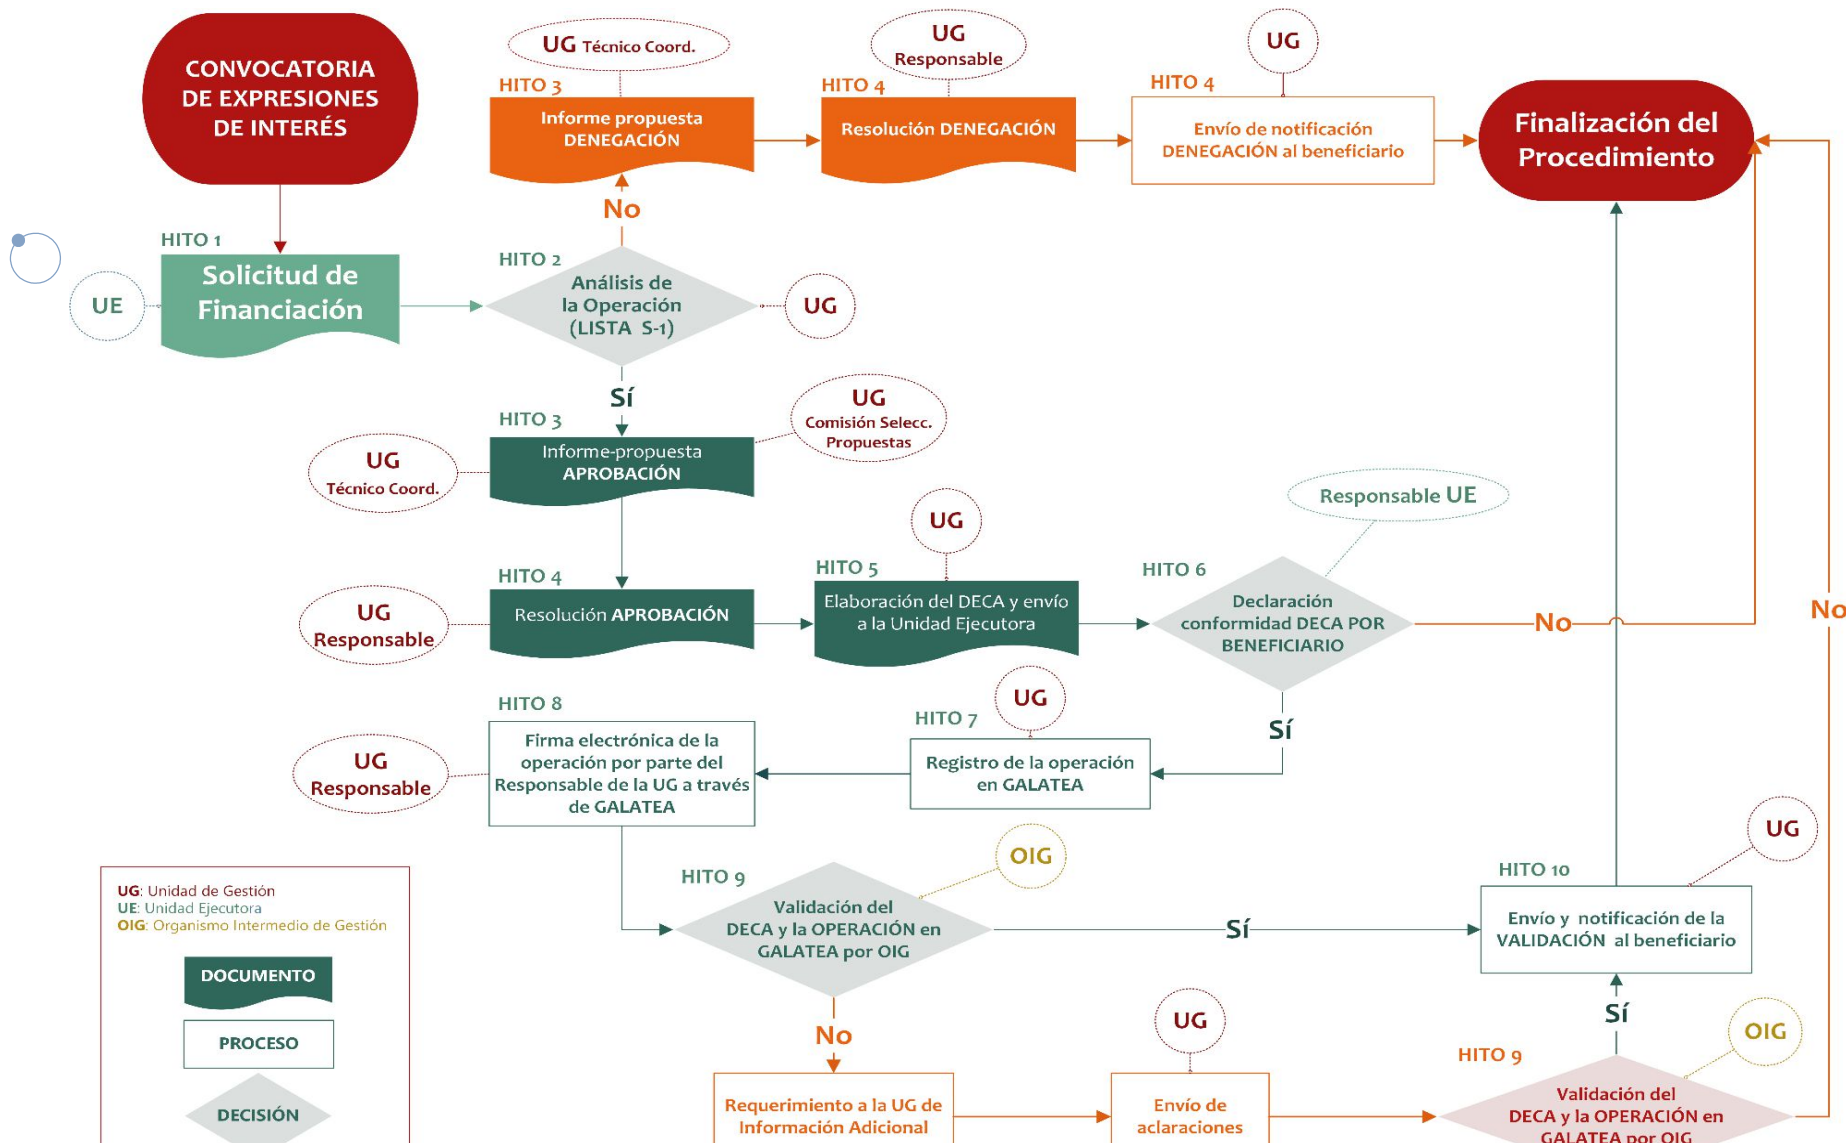 CONVOCATORIA
DE EXPRESIONES
DE INTERÉS
UG Técnico Coord.
HITO 3
Informe propuesta
DENEGACIÓN
UG
Responsable
HITO 4
Resolución DENEGACIÓN
UG
HITO 4
Envío de notificación
DENEGACIÓN al beneficiario
Finalización del
Procedimiento
No
HITO 1
UE
Solicitud de
Financiación
HITO 2
Análisis de
la Operación
(LISTA S-1)
UG
Sí
HITO 3
UG
Técnico Coord.
Informe-propuesta
APROBACIÓN
UG
Comisión Selecc.
Propuestas
HITO 4
UG
Responsable
Resolución APROBACIÓN
UG
HITO 5
Elaboración del DECA y envío
a la Unidad Ejecutora
Responsable UE
HITO 6
Declaración
conformidad DECA POR
BENEFICIARIO
No
No
Sí
UG
HITO 7
Registro de la operación
en GALATEA
HITO 8
Firma electrónica de la
operación por parte del
Responsable de la UG a través
de GALATEA
UG
Responsable
OIG
HITO 9
Validación del
DECA y la OPERACIÓN en
GALATEA por OIG
Sí
UG
HITO 10
Envío y notificación de la
VALIDACIÓN al beneficiario
No
Requerimiento a la UG de
Información Adicional
UG
Envío de
aclaraciones
Sí
OIG
HITO 9
Validación del
DECA y la OPERACIÓN en
GALATEA por OIG
UG: Unidad de Gestión
UE: Unidad Ejecutora
OIG: Organismo Intermedio de Gestión
DOCUMENTO
PROCESO
DECISIÓN